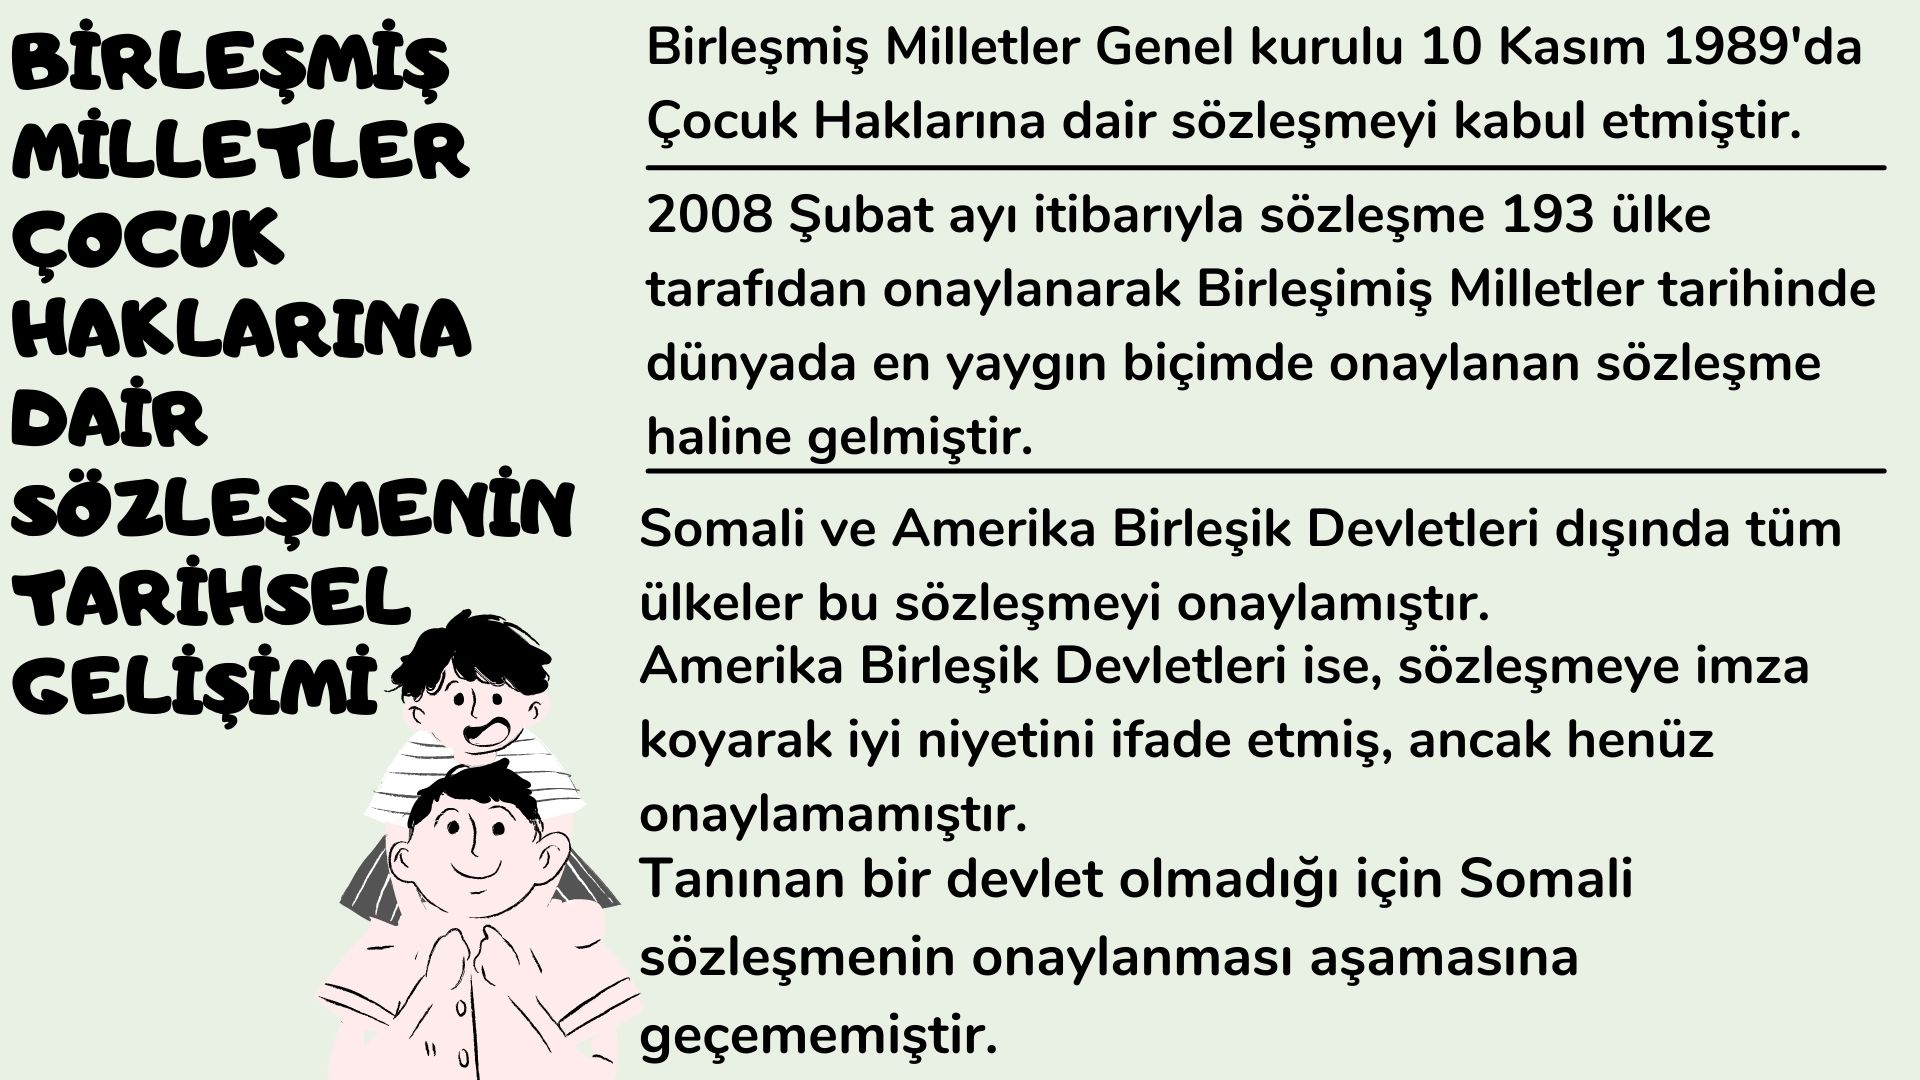 BİRLEŞMİŞ
MİLLETLER
ÇOCUK
HAKLARINA
DAİR
SÖZLEŞMENİN
TARİHSEL
GELİŞİMİ
Birleşmiş Milletler Genel kurulu 10 Kasım 1989'da
Çocuk Haklarına dair sözleşmeyi kabul etmiştir.
2008 Şubat ayı itibarıyla sözleşme 193 ülke
tarafıdan onaylanarak Birleşimiş Milletler tarihinde
dünyada en yaygın biçimde onaylanan sözleşme
haline gelmiştir.
Somali ve Amerika Birleşik Devletleri dışında tüm
ülkeler bu sözleşmeyi onaylamıştır.
Amerika Birleşik Devletleri ise, sözleşmeye imza
koyarak iyi niyetini ifade etmiş, ancak henüz
onaylamamıştır.
Tanınan bir devlet olmadığı için Somali
sözleşmenin onaylanması aşamasına
geçememiştir.